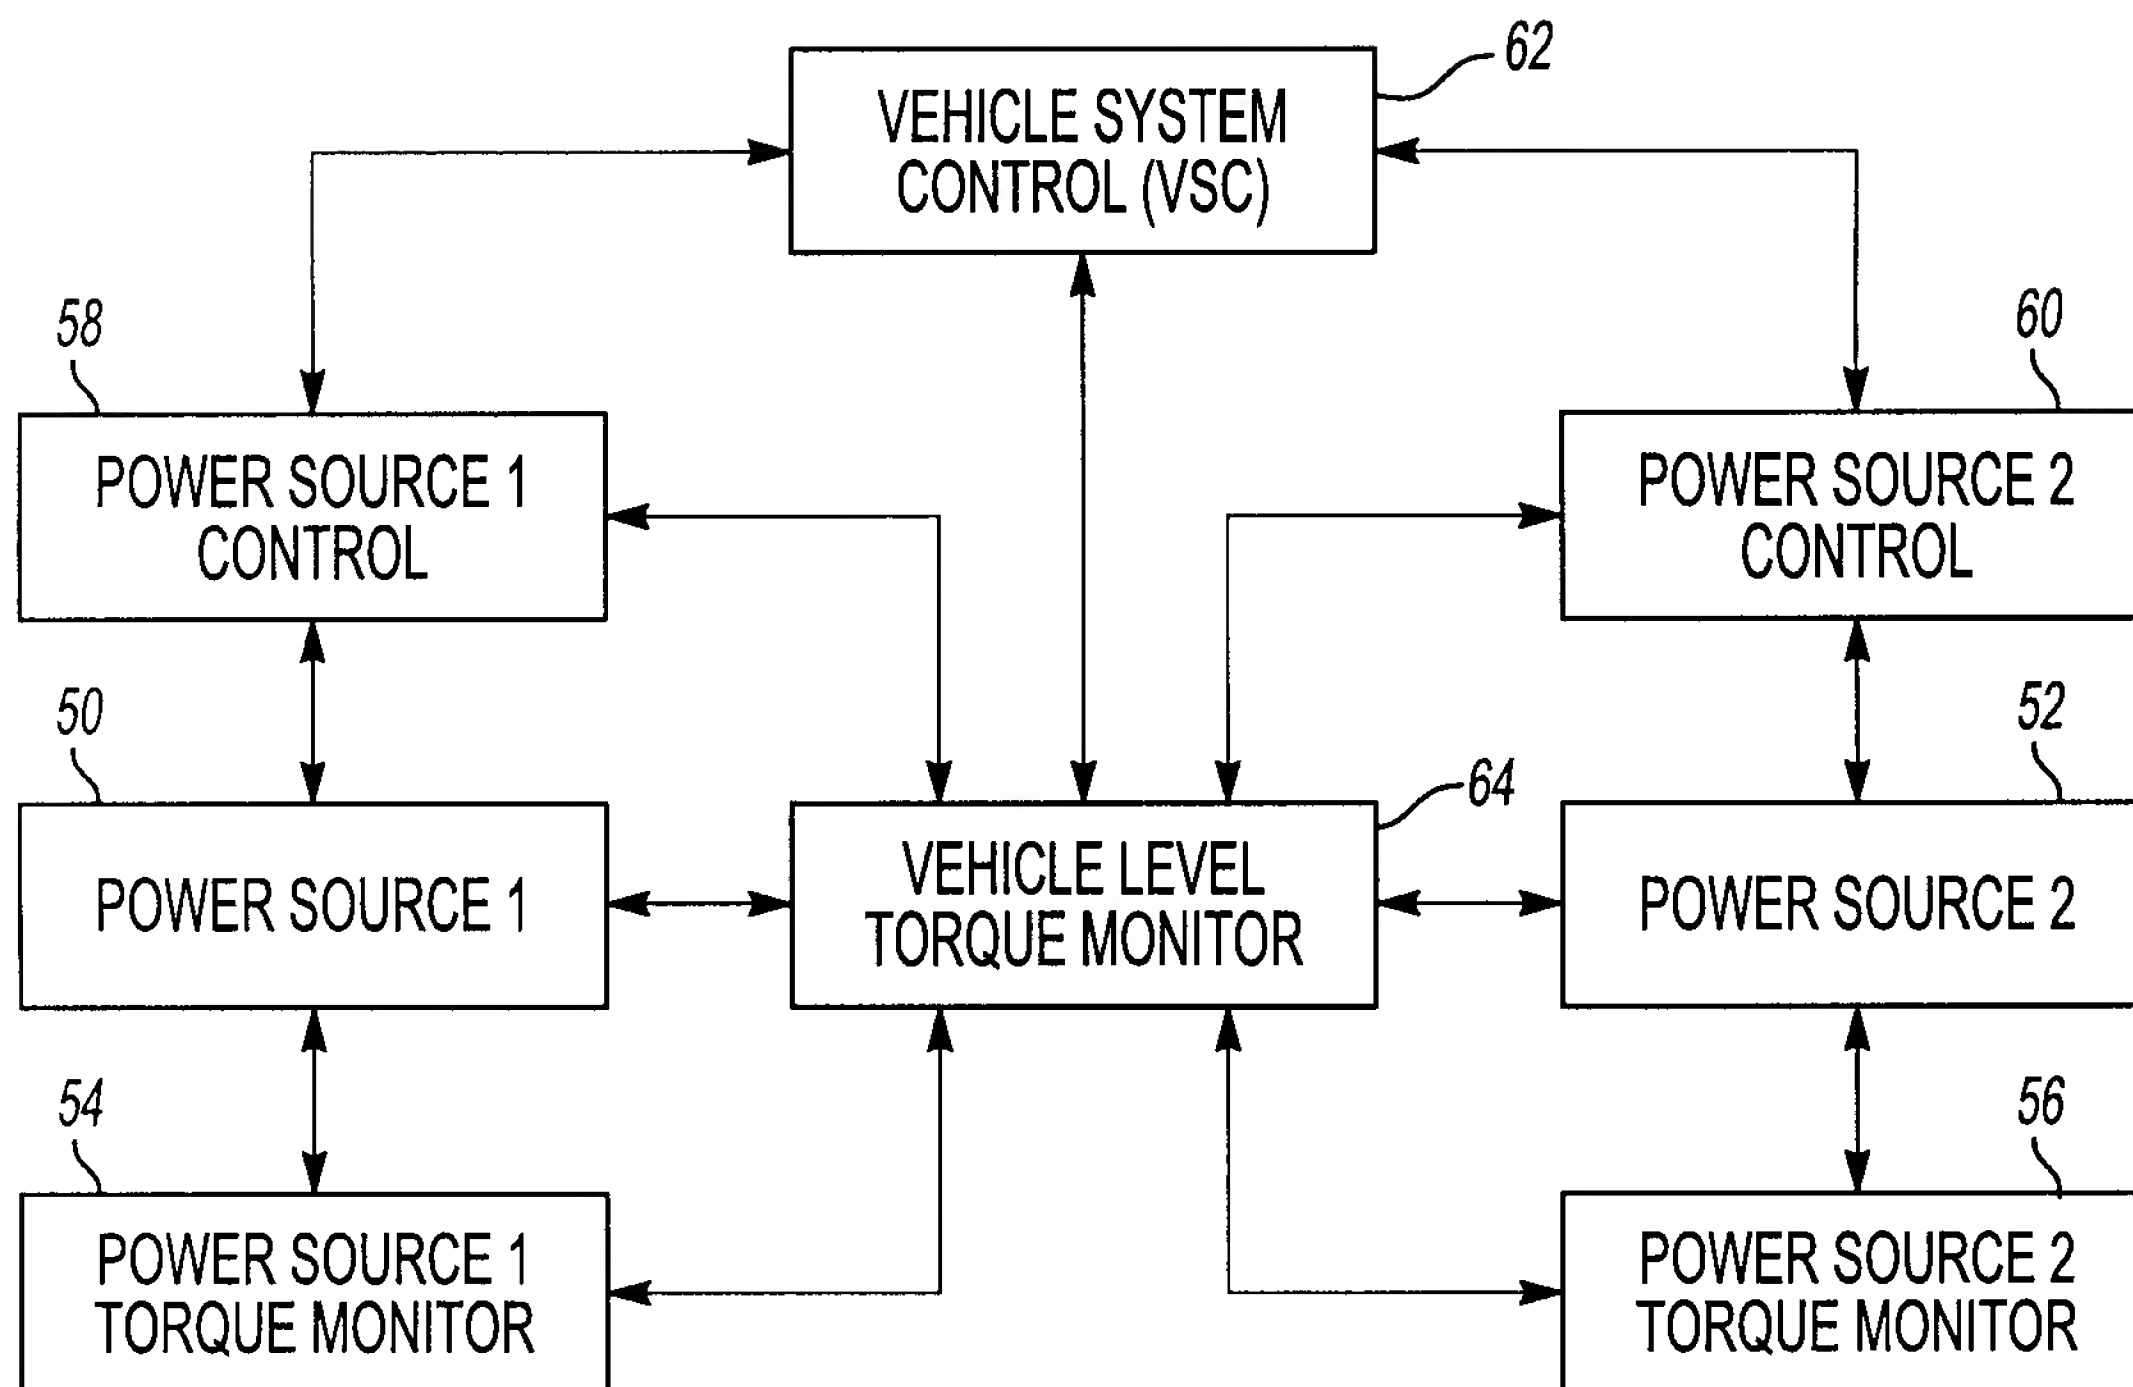 62
VEHICLE SYSTEM
CONTROL (VSC)
58
60
POWER SOURCE 1
CONTROL
POWER SOURCE 2
CONTROL
50
52
64
POWER SOURCE 1
VEHICLE LEVEL
TORQUE MONITOR
POWER SOURCE 2
54
56
POWER SOURCE 1
TORQUE MONITOR
POWER SOURCE 2
TORQUE MONITOR